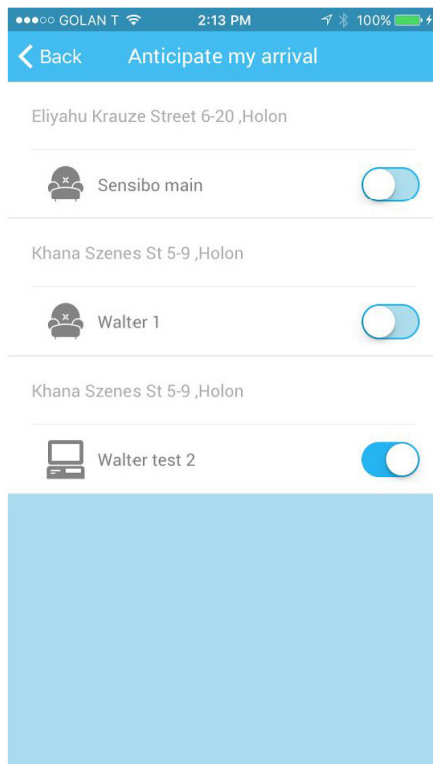 GOLAN T 2:13 PM 100%
Back Anticipate my arrival
Eliyahu Krauze Street 6-20 ,Holon
Sensibo main
Khana Szenes St 5-9 ,Holon
Walter 1
Khana Szenes St 5-9 ,Holon
Walter test 2